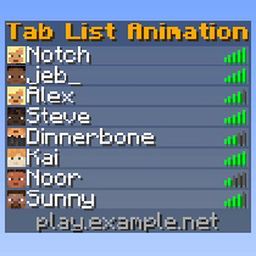 Tab List Animation
Notch
jeb_
Alex
Steve
Dinnerbone
Kai
Noor
Sunny
play.example.net